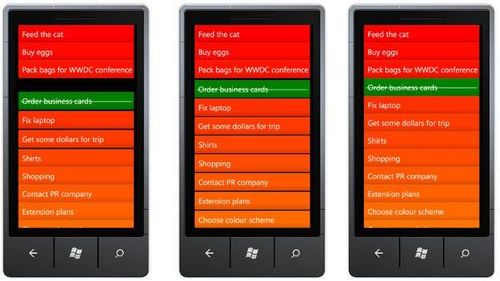 Feed the cat
Buy eggs
Pack bags for WWDC conference
Order business cards
Fix laptop
Get some dollars for trip
Shirts
Shopping
Contact PR company
Extension plans
Feed the cat
Buy eggs
Pack bags for WWDC conference
Order business cards
Fix laptop
Get some dollars for trip
Shirts
Shopping
Contact PR company
Extension plans
Choose colour scheme
Feed the cat
Buy eggs
Pack bags for WWDC conference
Order business cards
Fix laptop
Get some dollars for trip
Shirts
Shopping
Contact PR company
Extension plans
Choose colour scheme